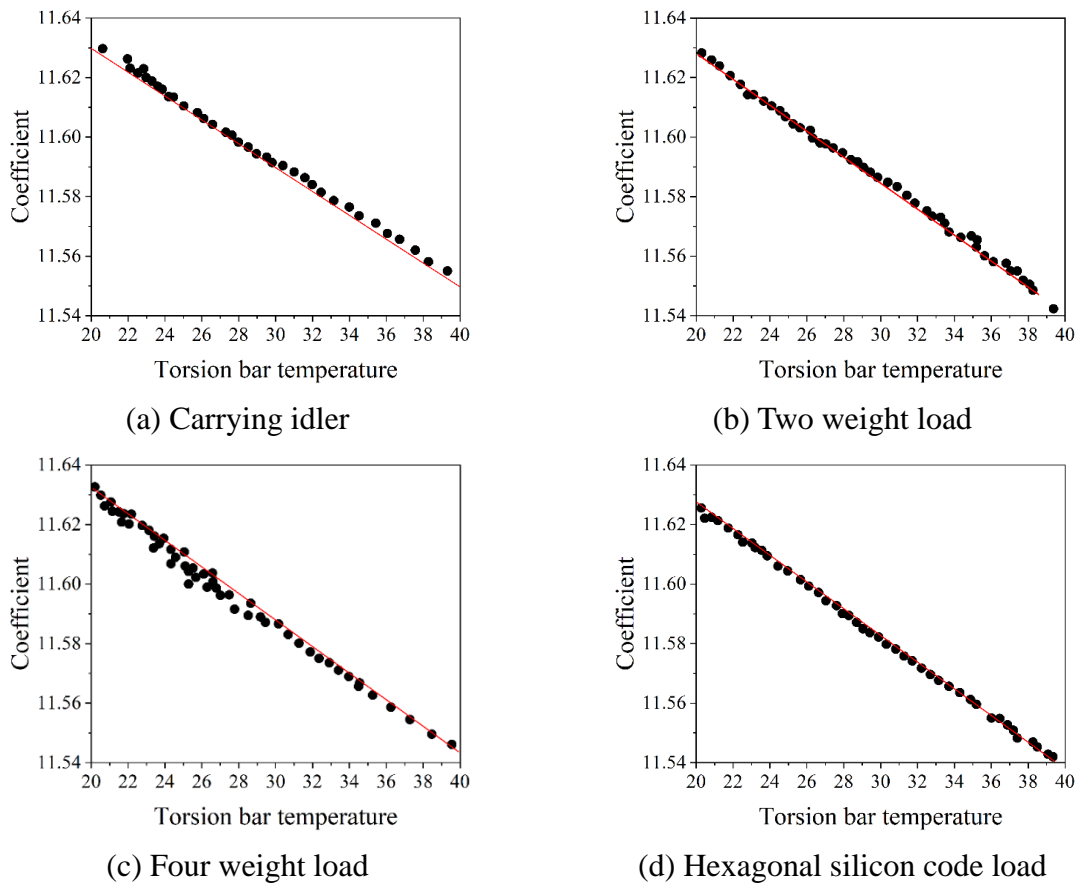 11.64
11.62
11.60
11.58
11.56
11.54
Coefficient
20 22 24 26 28 30 32 34 36 38 40
Torsion bar temperature
(a) Carrying idler
11.64
11.62
11.60
11.58
11.56
11.54
Coefficient
20 22 24 26 28 30 32 34 36 38 40
Torsion bar temperature
(b) Two weight load
11.64
11.62
11.60
11.58
11.56
11.54
Coefficient
20 22 24 26 28 30 32 34 36 38 40
Torsion bar temperature
(c) Four weight load
11.64
11.62
11.60
11.58
11.56
11.54
Coefficient
20 22 24 26 28 30 32 34 36 38 40
Torsion bar temperature
(d) Hexagonal silicon code load